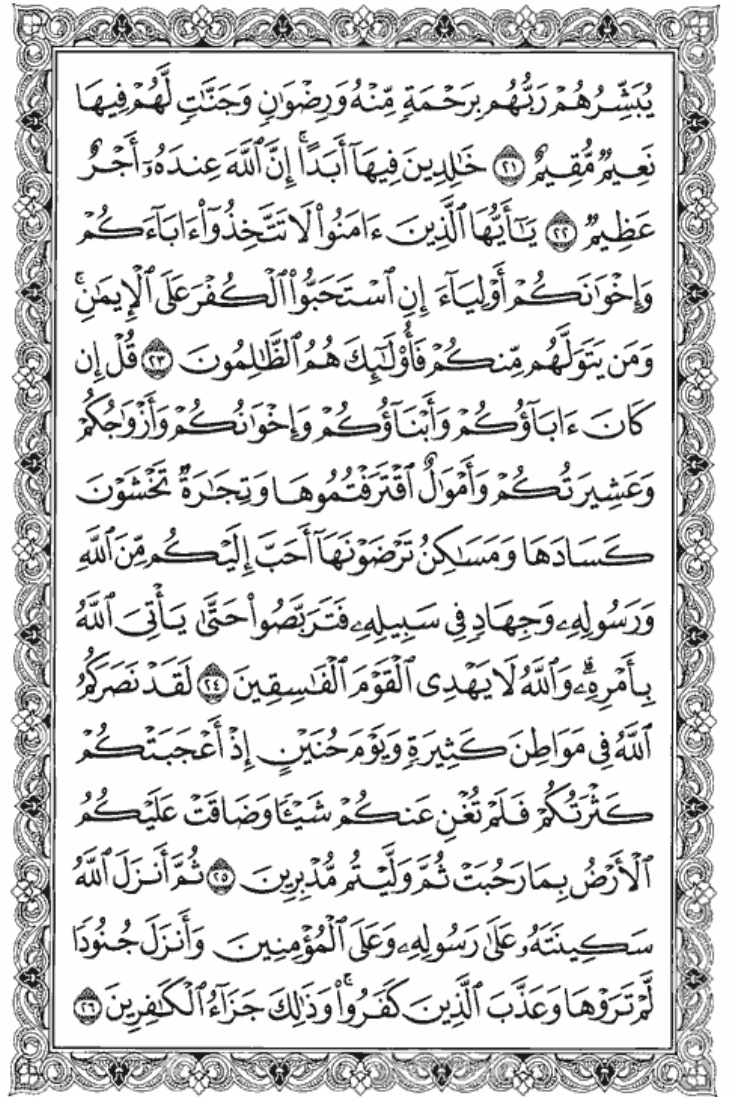 يُبَشِّرُهُمْ رَبُّهُم بِرَحْمَةٍ مِّنْهُ وَرِضْوَٰنٍ وَجَنَّٰتٍ لَّهُمْ فِيهَا
نَعِيمٌ مُّقِيمٌ ٢١ خَٰلِدِينَ فِيهَآ أَبَدًا ۚ إِنَّ ٱللَّهَ عِندَهُۥٓ أَجْرٌ
عَظِيمٌ ٢٢ يَٰٓأَيُّهَا ٱلَّذِينَ ءَامَنُوا۟ لَا تَتَّخِذُوٓا۟ ءَابَآءَكُمْ
وَإِخْوَٰنَكُمْ أَوْلِيَآءَ إِنِ ٱسْتَحَبُّوا۟ ٱلْكُفْرَ عَلَى ٱلْإِيمَٰنِ ۚ
وَمَن يَتَوَلَّهُم مِّنكُمْ فَأُو۟لَٰٓئِكَ هُمُ ٱلظَّٰلِمُونَ ٢٣ قُلْ إِن
كَانَ ءَابَآؤُكُمْ وَأَبْنَآؤُكُمْ وَإِخْوَٰنُكُمْ وَأَزْوَٰجُكُمْ
وَعَشِيرَتُكُمْ وَأَمْوَٰلٌ ٱقْتَرَفْتُمُوهَا وَتِجَٰرَةٌ تَخْشَوْنَ
كَسَادَهَا وَمَسَٰكِنُ تَرْضَوْنَهَآ أَحَبَّ إِلَيْكُم مِّنَ ٱللَّهِ
وَرَسُولِهِۦ وَجِهَادٍ فِى سَبِيلِهِۦ فَتَرَبَّصُوا۟ حَتَّىٰ يَأْتِىَ ٱللَّهُ
بِأَمْرِهِۦ ۗ وَٱللَّهُ لَا يَهْدِى ٱلْقَوْمَ ٱلْفَٰسِقِينَ ٢٤ لَقَدْ نَصَرَكُمُ
ٱللَّهُ فِى مَوَاطِنَ كَثِيرَةٍ وَيَوْمَ حُنَيْنٍ إِذْ أَعْجَبَتْكُمْ
كَثْرَتُكُمْ فَلَمْ تُغْنِ عَنكُمْ شَيْـًٔا وَضَاقَتْ عَلَيْكُمُ
ٱلْأَرْضُ بِمَا رَحُبَتْ ثُمَّ وَلَّيْتُم مُّدْبِرِينَ ٢٥ ثُمَّ أَنزَلَ ٱللَّهُ
سَكِينَتَهُۥ عَلَىٰ رَسُولِهِۦ وَعَلَى ٱلْمُؤْمِنِينَ وَأَنزَلَ جُنُودًا
لَّمْ تَرَوْهَا وَعَذَّبَ ٱلَّذِينَ كَفَرُوا۟ ۚ وَذَٰلِكَ جَزَآءُ ٱلْكَٰفِرِينَ ٢٦